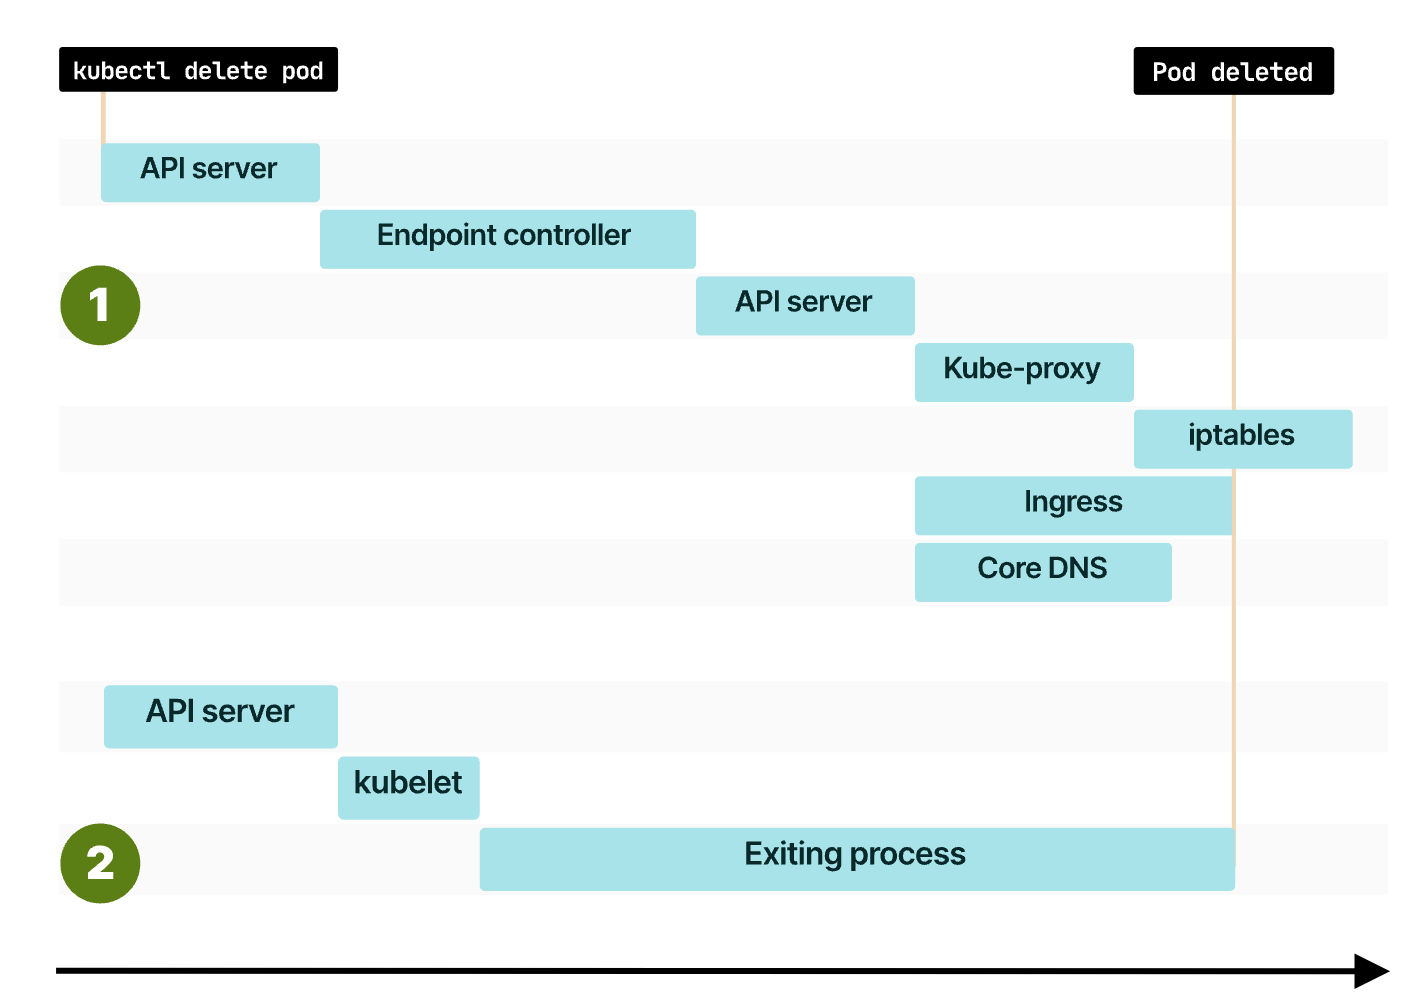 kubectl delete pod
Pod deleted
API server
Endpoint controller
1
API server
Kube-proxy
iptables
Ingress
Core DNS
API server
kubelet
2
Exiting process